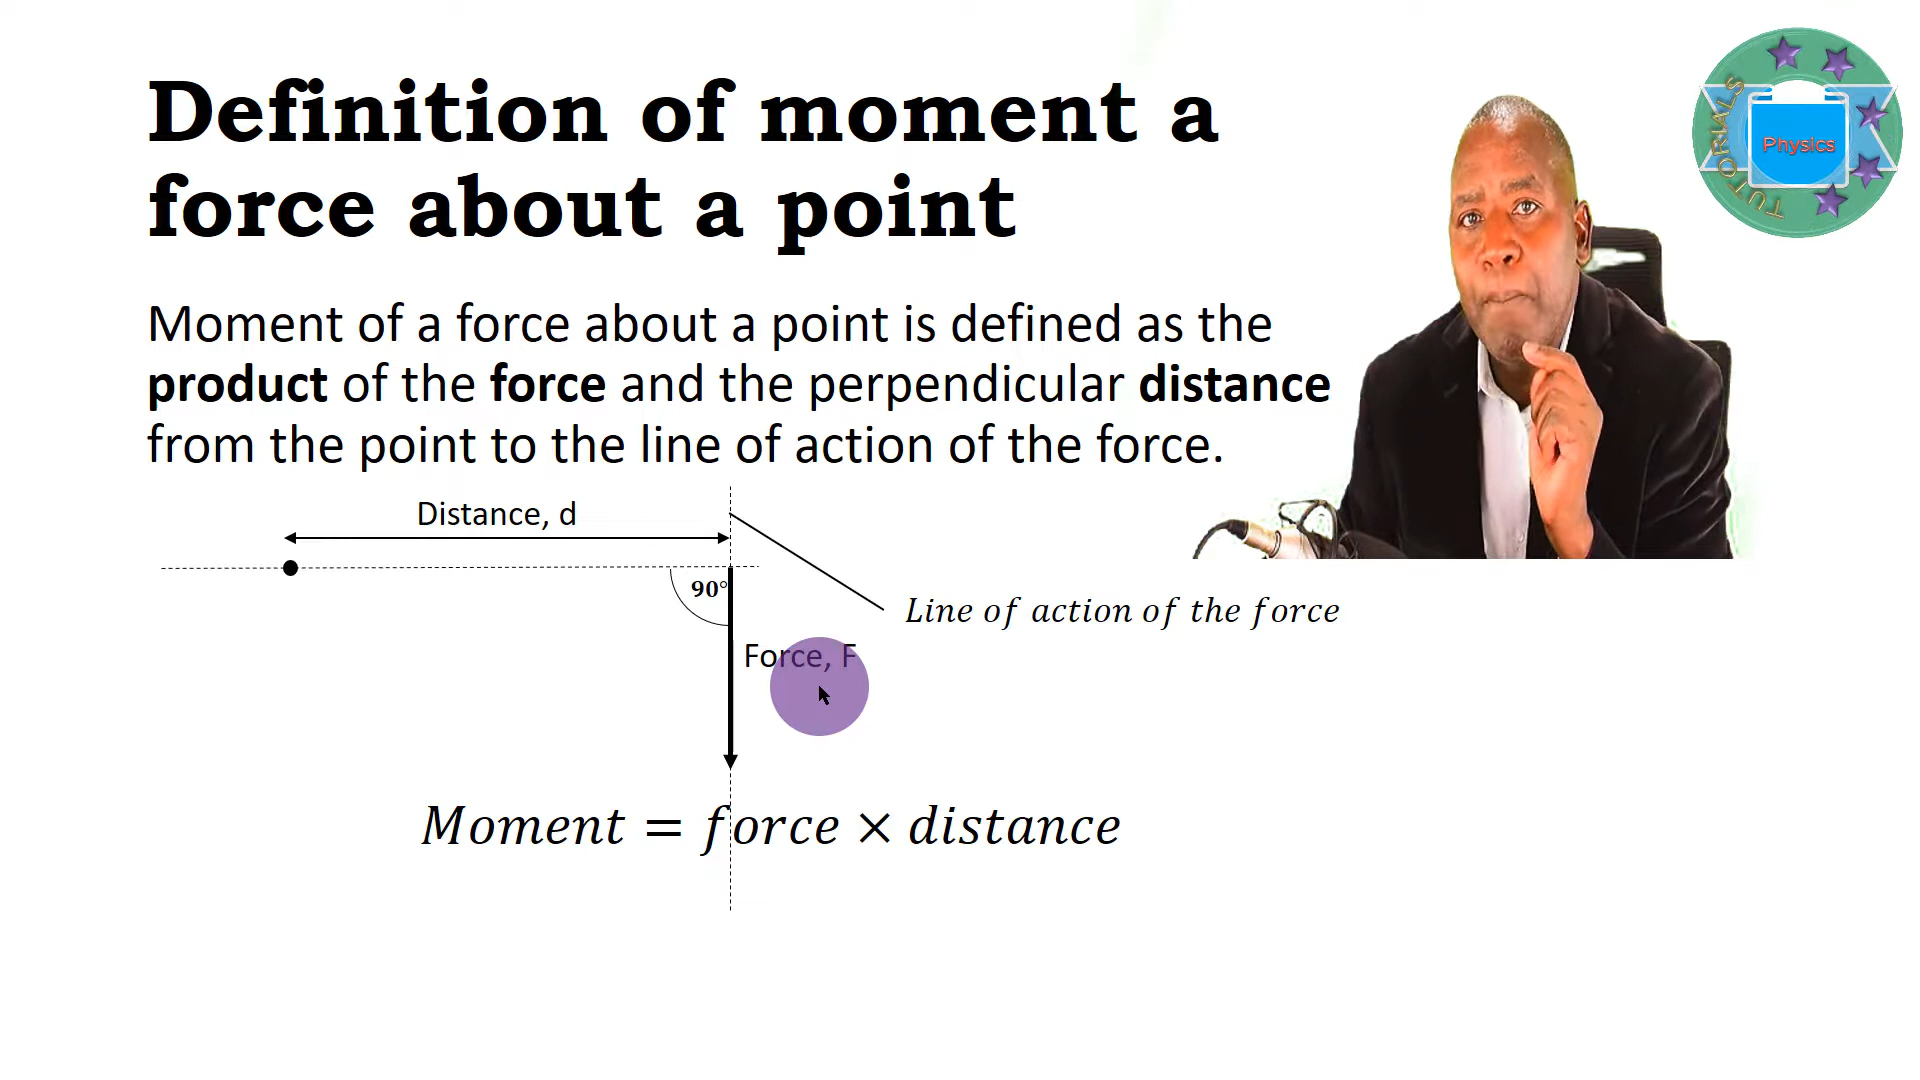 Definition of moment a
force about a point
TUTORIALS
Physics
Moment of a force about a point is defined as the
product of the force and the perpendicular distance
from the point to the line of action of the force.
Distance, d
90°
Line of action of the force
Force, F
Moment = force × distance